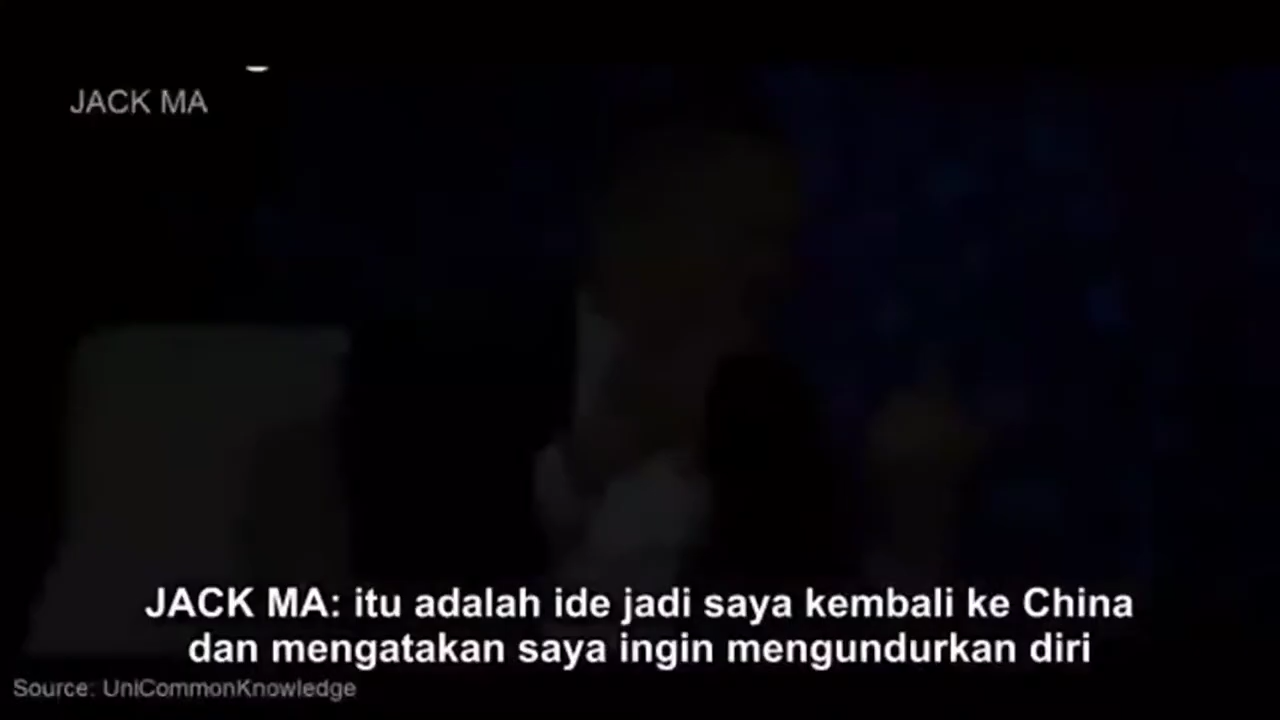 JACK MA
JACK MA: itu adalah ide jadi saya kembali ke China
dan mengatakan saya ingin mengundurkan diri
Source: UniCommonKnowledge